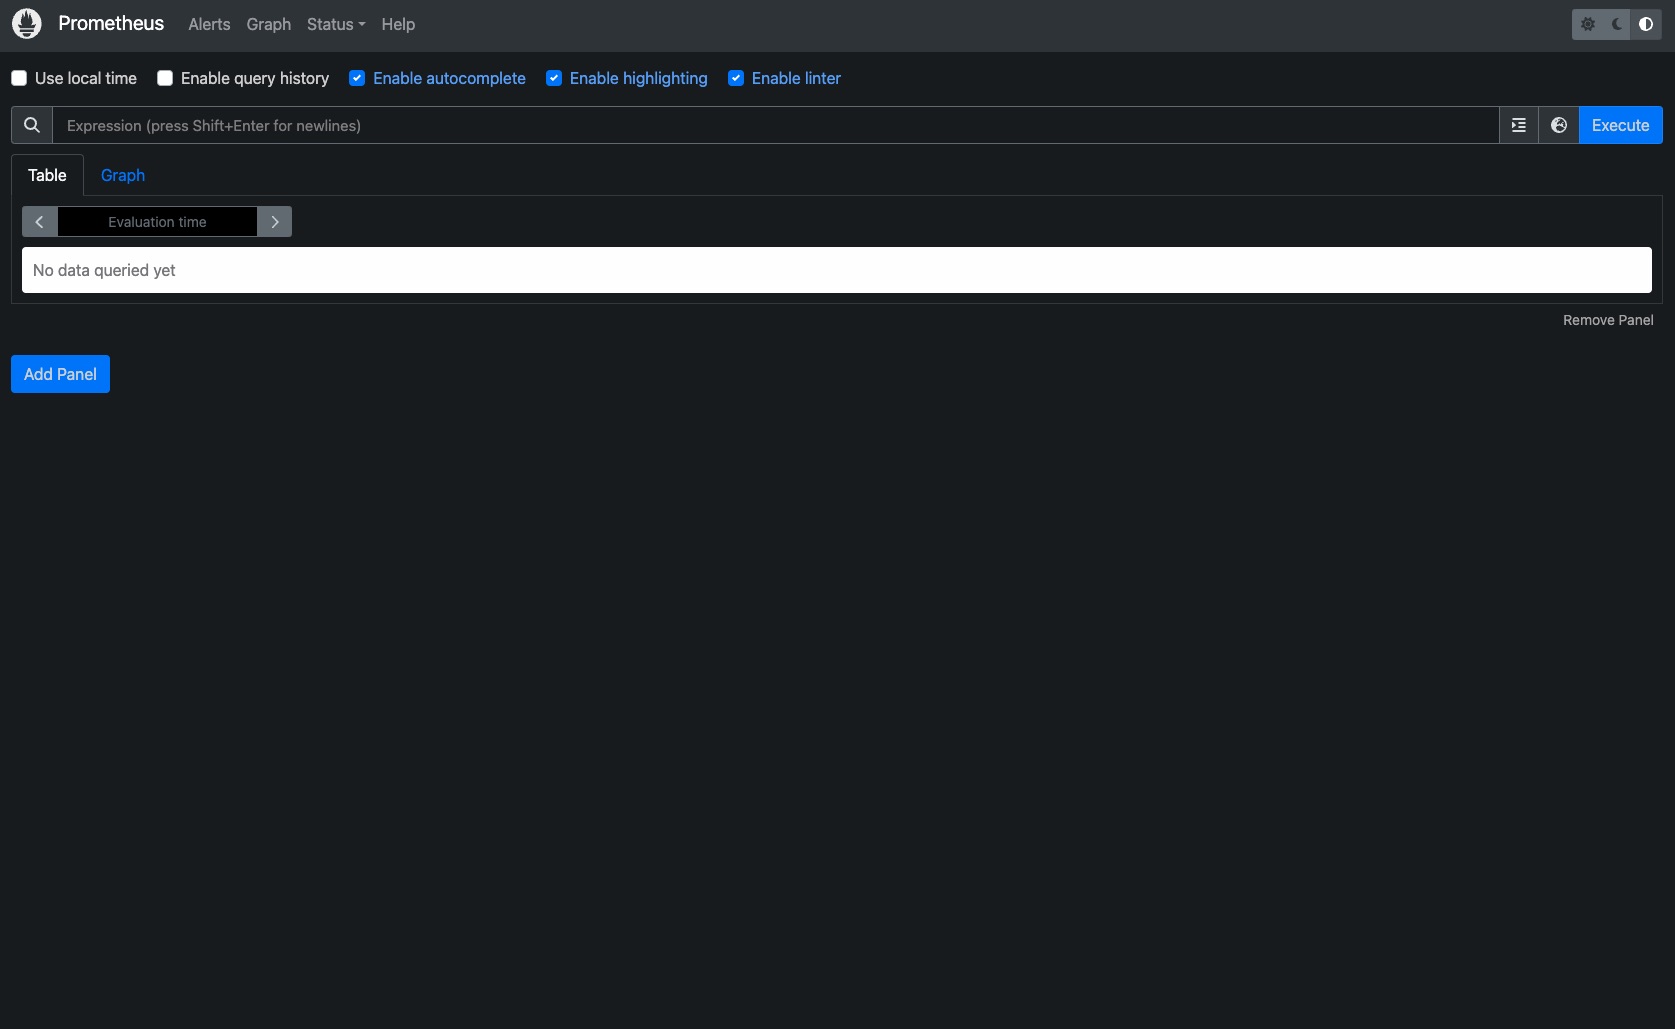 Prometheus Alerts Graph Status Help
Use local time Enable query history Enable autocomplete Enable highlighting Enable linter
Expression (press Shift+Enter for newlines) Execute
Table Graph
Evaluation time
No data queried yet
Remove Panel
Add Panel